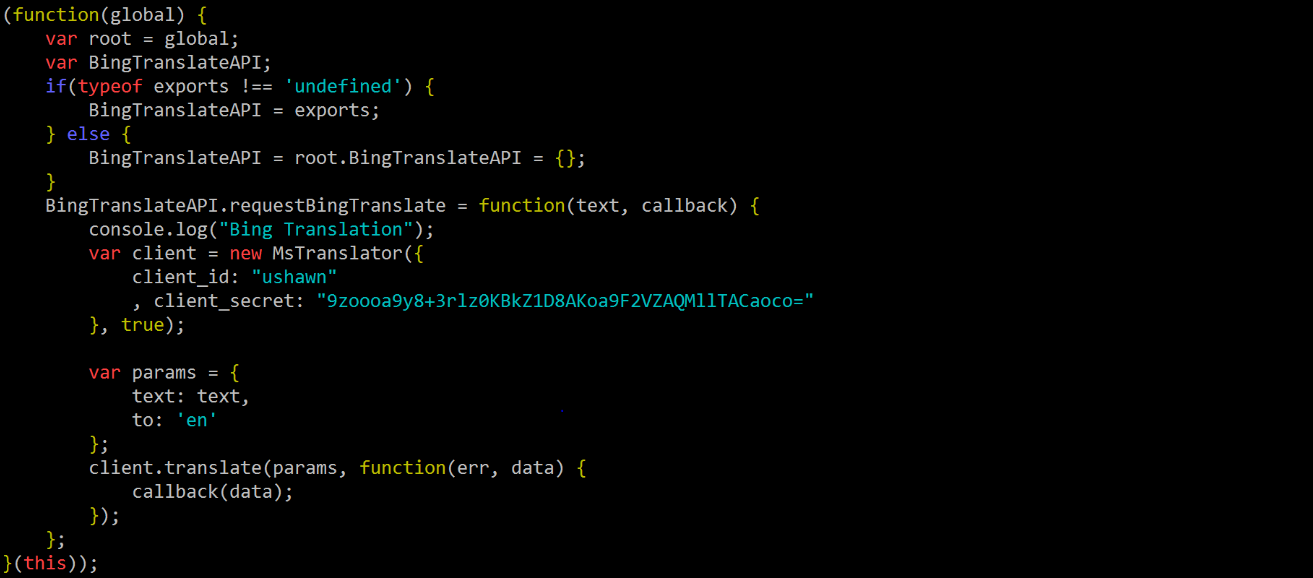 (function(global) {
    var root = global;
    var BingTranslateAPI;
    if(typeof exports !== 'undefined') {
        BingTranslateAPI = exports;
    } else {
        BingTranslateAPI = root.BingTranslateAPI = {};
    }
    BingTranslateAPI.requestBingTranslate = function(text, callback) {
        console.log("Bing Translation");
        var client = new MsTranslator({
            client_id: "ushawn"
            , client_secret: "9zoooa9y8+3rlz0KBkZ1D8AKoa9F2VZAQMllTACaoco="
        }, true);

        var params = {
            text: text,
            to: 'en'
        };
        client.translate(params, function(err, data) {
            callback(data);
        });
    };
}(this));